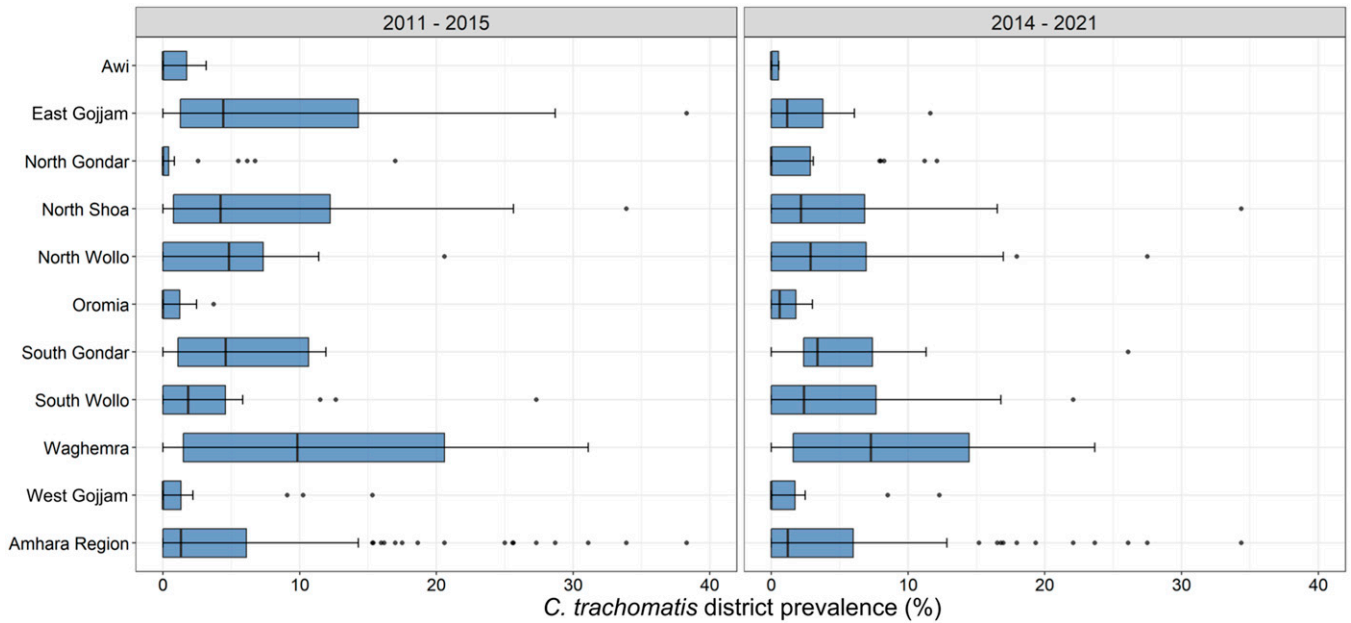 2011 - 2015
2014 - 2021
Awi
East Gojjam
North Gondar
North Shoa
North Wollo
Oromia
South Gondar
South Wollo
Waghemra
West Gojjam
Amhara Region
0 10 20 30 40
0 10 20 30 40
C. trachomatis district prevalence (%)